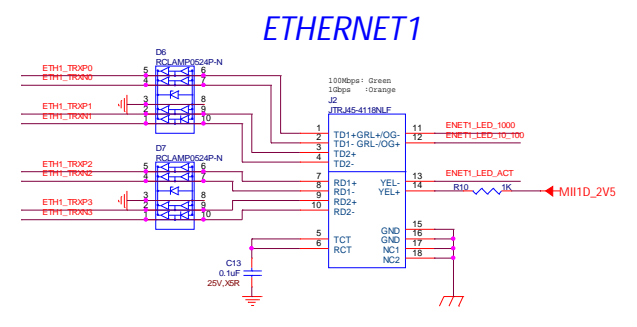 ETHERNET1
D6
RCLAMP0524P-N
ETH1_TRXP0
ETH1_TRXN0
5 6
4 7
3 8
ETH1_TRXP1
ETH1_TRXN1
2 9
1 10
100Mbps: Green
1Gbps :Orange
J2
JTRJ45-4118NLF
1 TD1+ GRL+/OG- 11 ENET1_LED_1000
2 TD1- GRL-/OG+ 12 ENET1_LED_10_100
3 TD2+
4 TD2-
D7
RCLAMP0524P-N
ETH1_TRXP2
ETH1_TRXN2
5 6
4 7
3 8
ETH1_TRXP3
ETH1_TRXN3
2 9
1 10
7 RD1+ YEL- 13 ENET1_LED_ACT
8 RD1- YEL+ 14 R10 1K MII1D_2V5
9 RD2+
10 RD2-
GND 15
5 TCT GND 16
6 RCT NC1 17
NC2 18
C13
0.1uF
25V,X5R